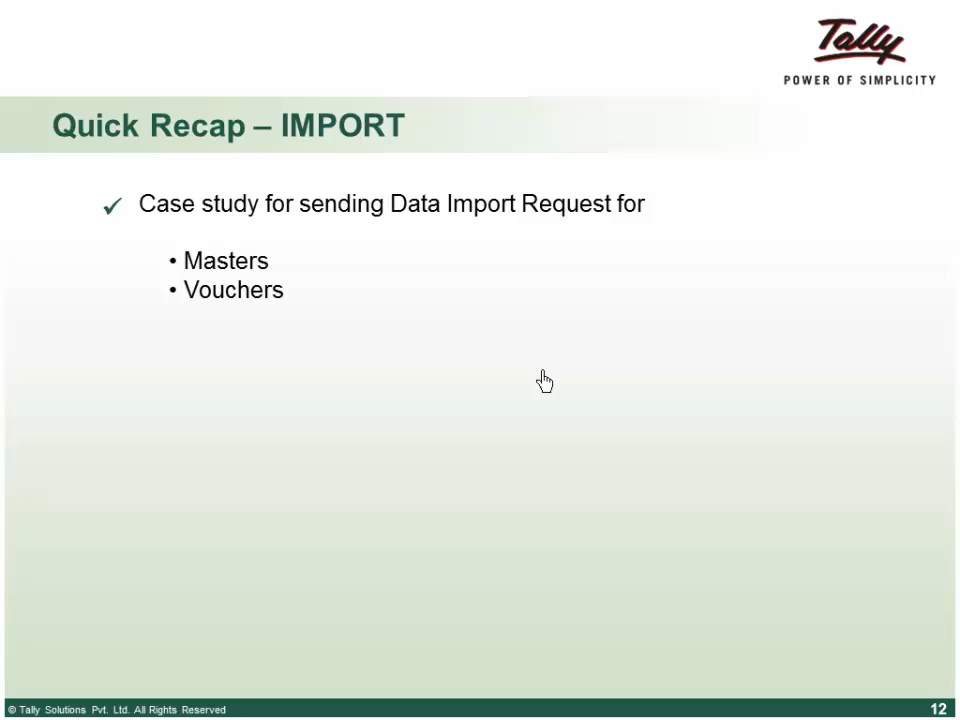 Tally
POWER OF SIMPLICITY
Quick Recap – IMPORT
✓ Case study for sending Data Import Request for
• Masters
• Vouchers
© Tally Solutions Pvt. Ltd. All Rights Reserved
12